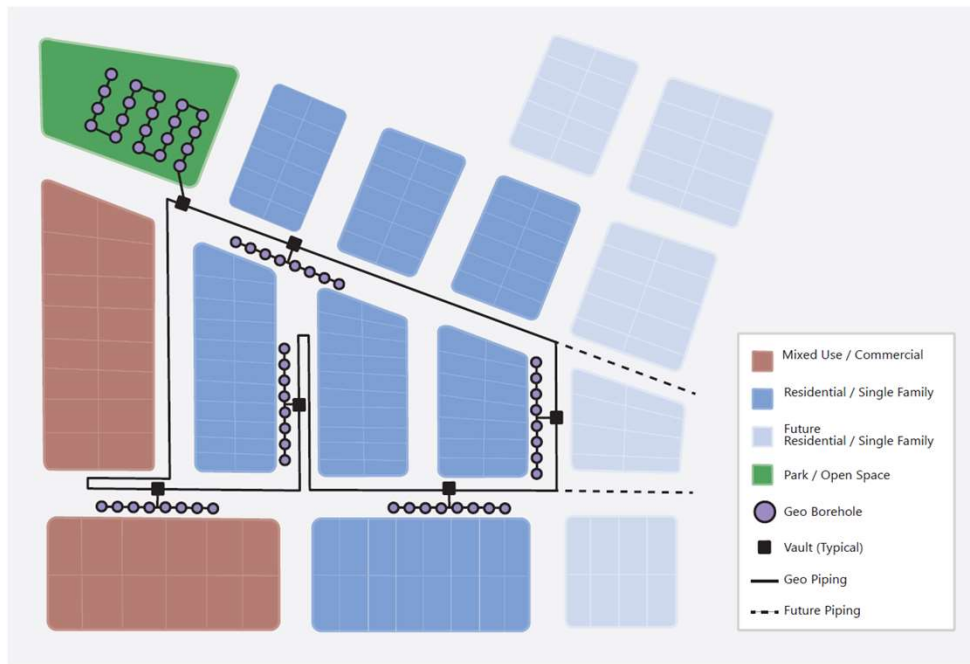 Mixed Use / Commercial
Residential / Single Family
Future
Residential / Single Family
Park / Open Space
Geo Borehole
Vault (Typical)
Geo Piping
Future Piping